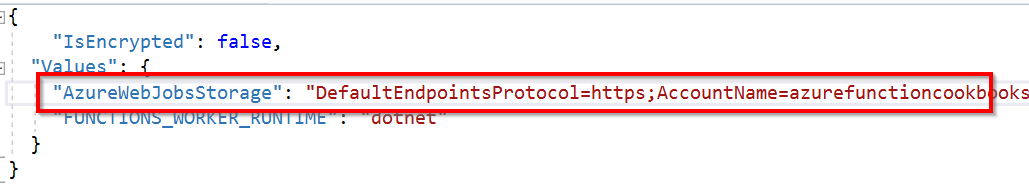 {
"IsEncrypted": false,
"Values": {
"AzureWebJobsStorage": "DefaultEndpointsProtocol=https;AccountName=azurefunctioncookbooks
"FUNCTIONS_WORKER_RUNTIME": "dotnet"
}
}